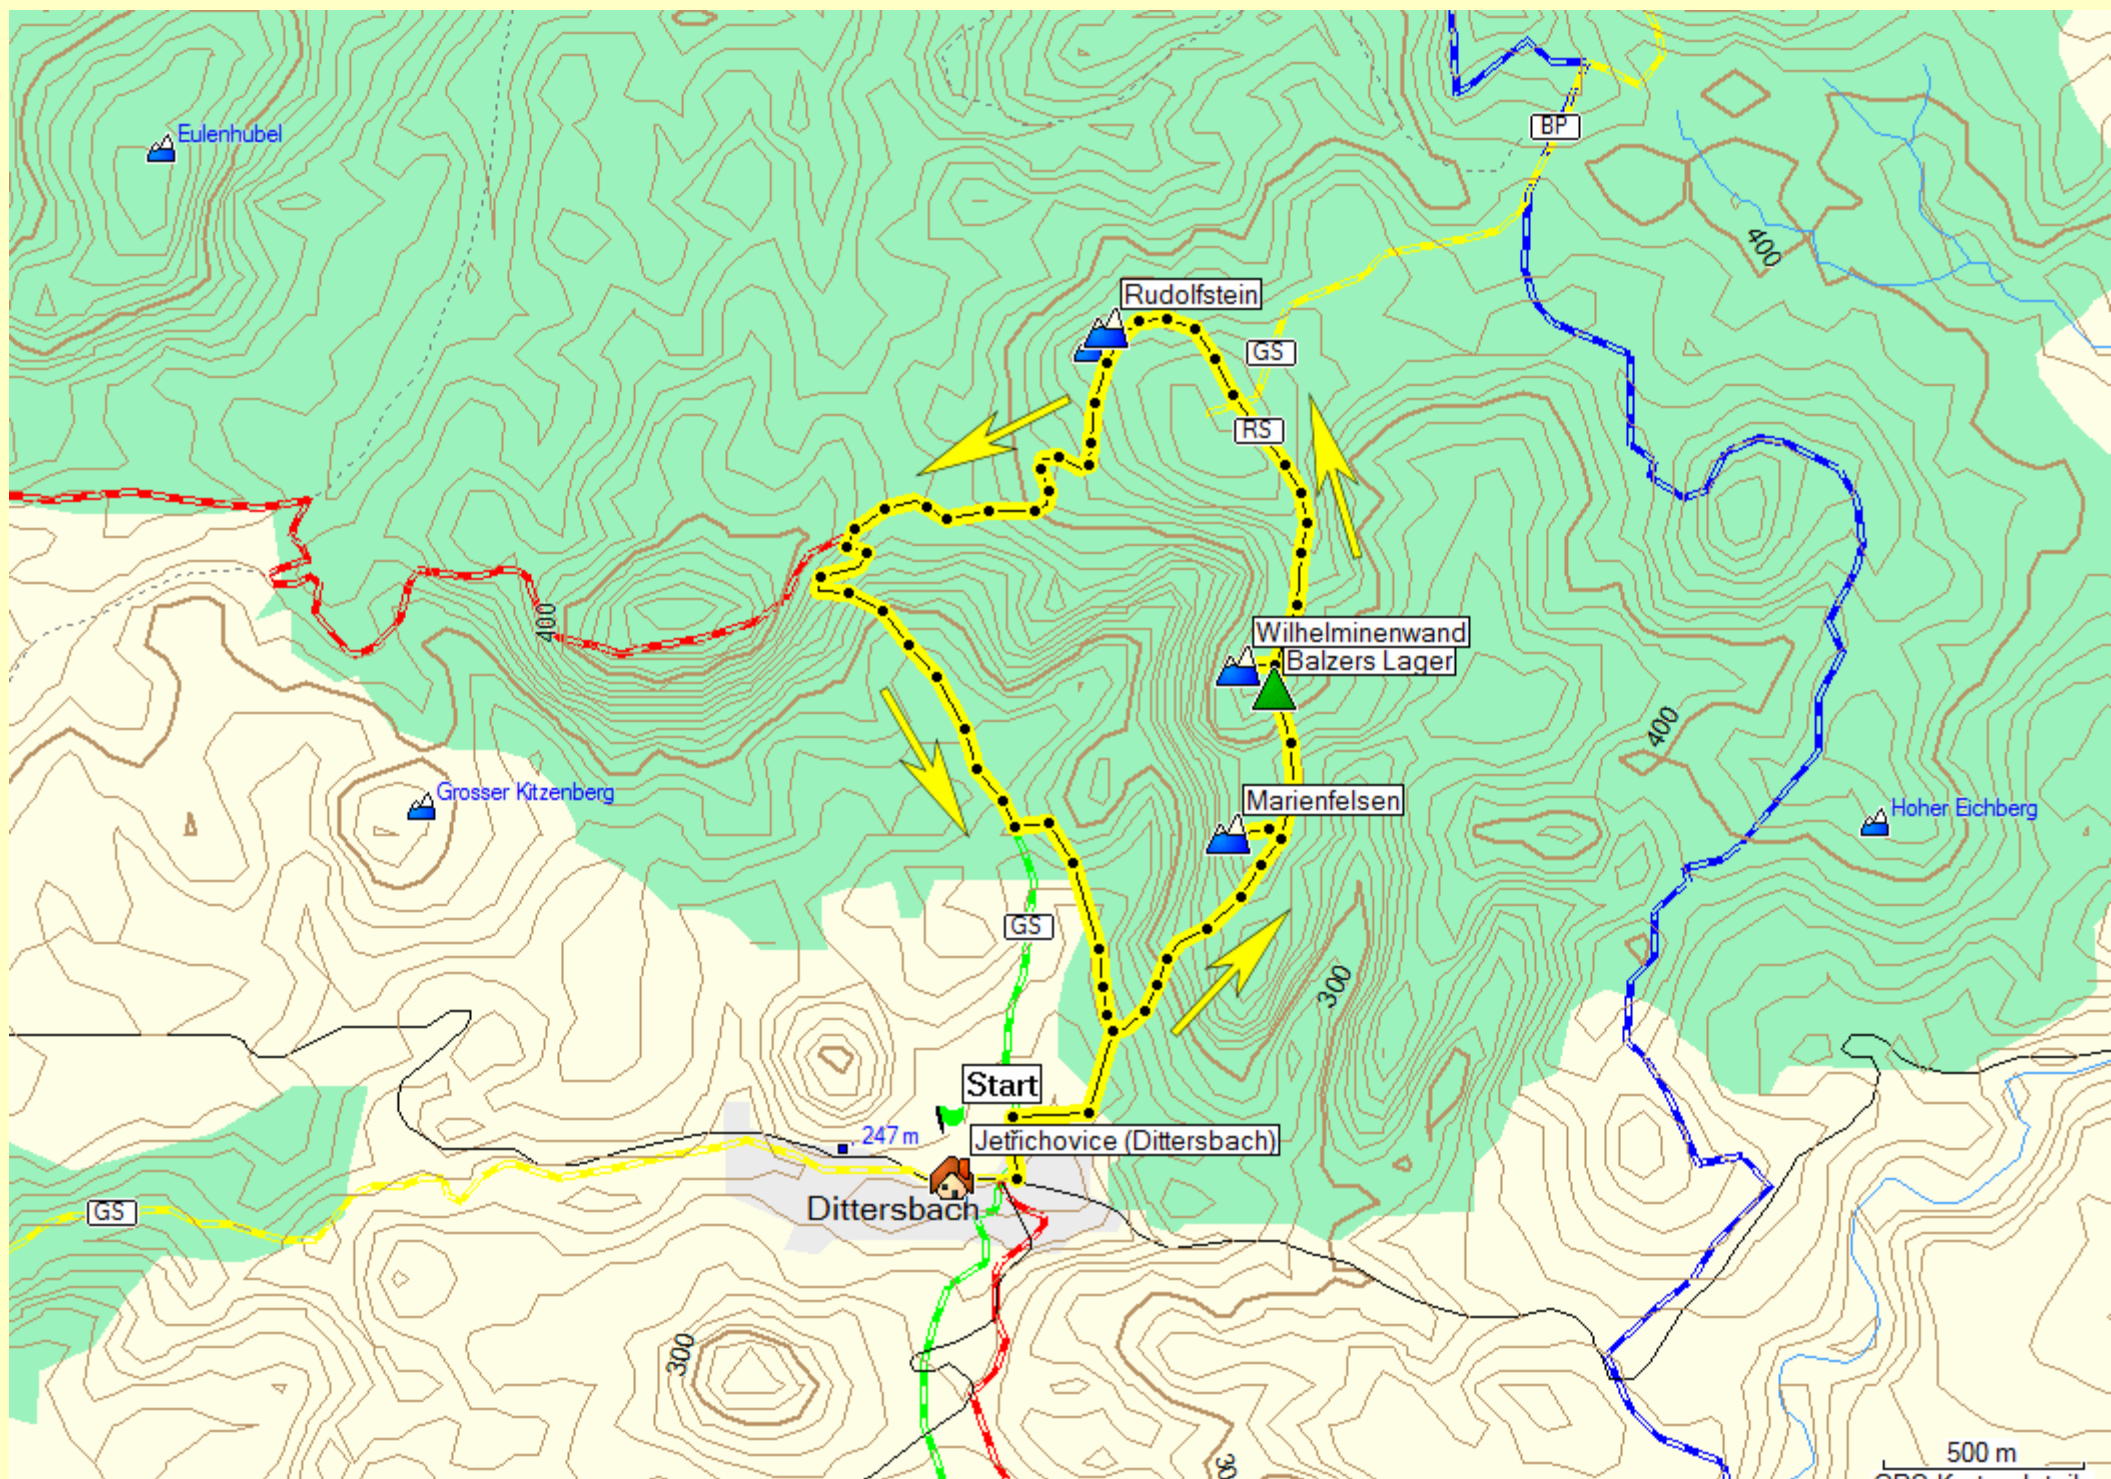 Eulenhubel
BP
400
Rudolfstein
GS
RS
400
Wilhelminenwand
Balzers Lager
400
Grosser Kitzenberg
Marienfelsen
Hoher Eichberg
GS
300
Start
247 m
Jetřichovice (Dittersbach)
GS
Dittersbach
300
500 m